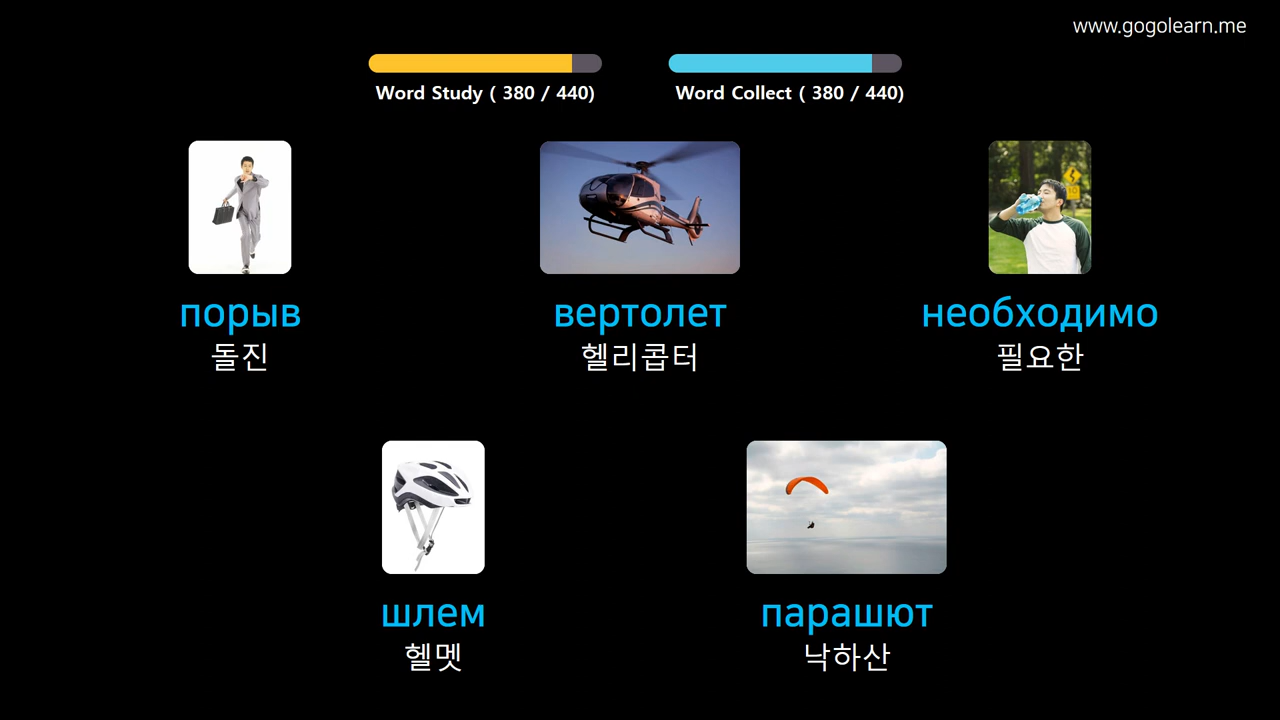 www.gogolearn.me
Word Study ( 380 / 440)
Word Collect ( 380 / 440)
порыв
돌진
вертолет
헬리콥터
необходимо
필요한
шлем
헬멧
парашют
낙하산